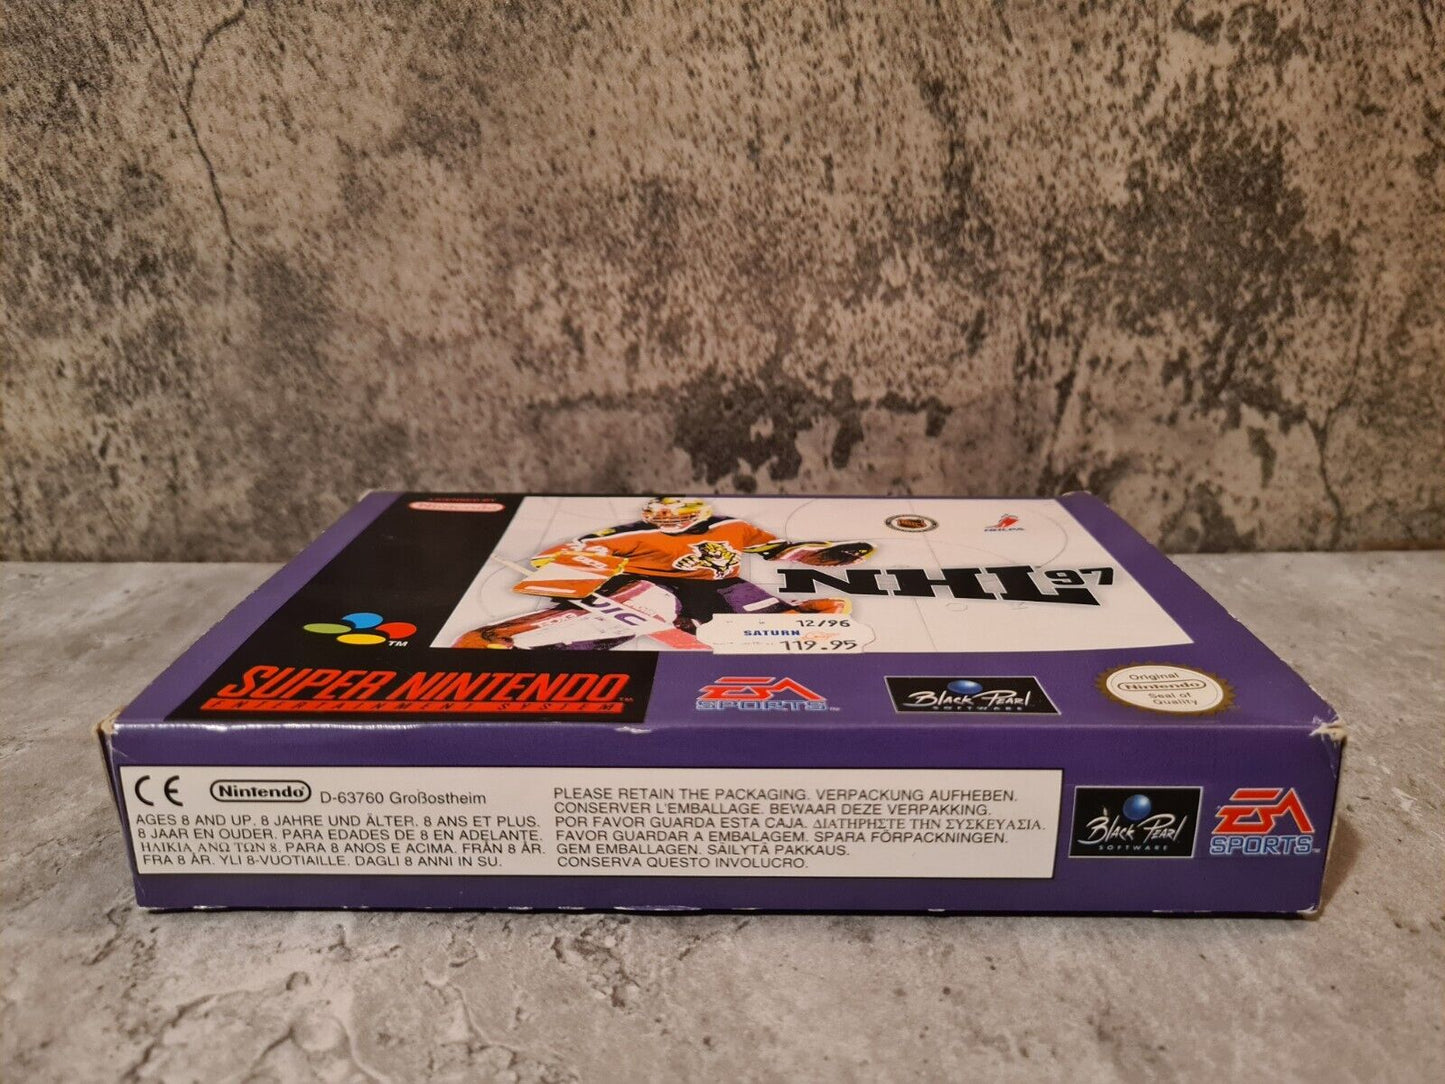 LICENSED BY
Nintendo
NHL
NHL 97
12/96
SATURN
119.95
TM
SUPER NINTENDO TM
ENTERTAINMENT SYSTEM
EA
SPORTS TM
Black Pearl
SOFTWARE
Original
Nintendo
Seal of
Quality
CE Nintendo D-63760 Großostheim
AGES 8 AND UP. 8 JAHRE UND ÄLTER. 8 ANS ET PLUS.
8 JAAR EN OUDER. PARA EDADES DE 8 EN ADELANTE.
ΗΛΙΚΙΑ ΑΝΩ ΤΩΝ 8. PARA 8 ANOS E ACIMA. FRÅN 8 ÅR.
FRA 8 ÅR. YLI 8-VUOTIAILLE. DAGLI 8 ANNI IN SU.
PLEASE RETAIN THE PACKAGING. VERPACKUNG AUFHEBEN.
CONSERVER L'EMBALLAGE. BEWAAR DEZE VERPAKKING.
POR FAVOR GUARDA ESTA CAJA. ΔΙΑΤΗΡΗΣΤΕ ΤΗΝ ΣΥΣΚΕΥΑΣΙΑ.
FAVOR GUARDAR A EMBALAGEM. SPARA FÖRPACKNINGEN.
GEM EMBALLAGEN. SÄILYTÄ PAKKAUS.
CONSERVA QUESTO INVOLUCRO.
Black Pearl
SOFTWARE
EA
SPORTS TM